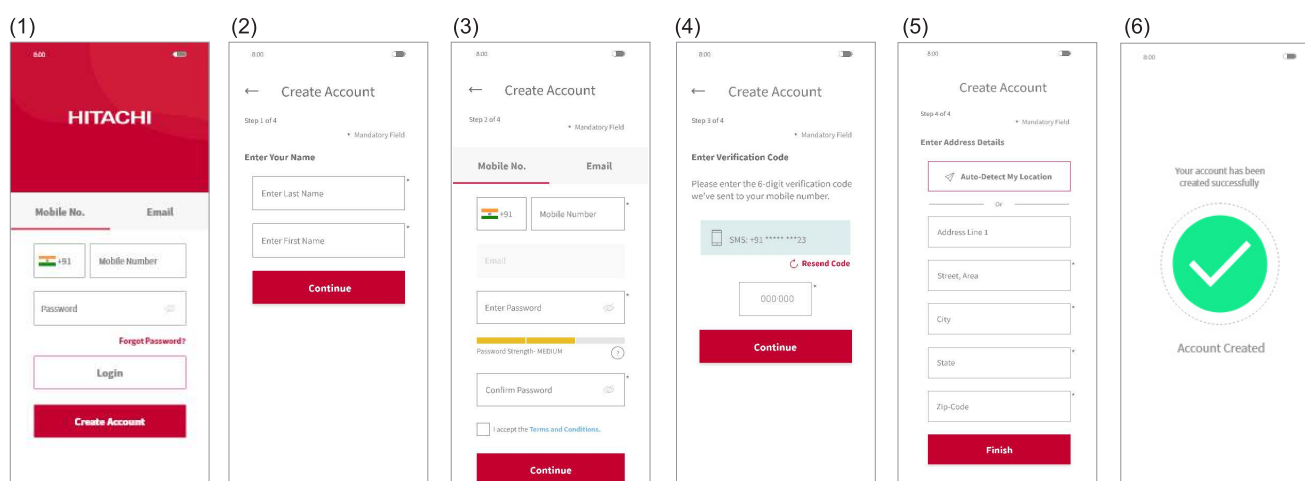 (1)
8:00
HITACHI
Mobile No. Email
+91 Mobile Number
Password
Forgot Password?
Login
Create Account
(2)
8:00
← Create Account
Step 1 of 4
* Mandatory Field
Enter Your Name
Enter Last Name *
Enter First Name *
Continue
(3)
8:00
← Create Account
Step 2 of 4
* Mandatory Field
Mobile No. Email
+91 Mobile Number *
Email
Enter Password *
Password Strength- MEDIUM ?
Confirm Password *
I accept the Terms and Conditions.
Continue
(4)
8:00
← Create Account
Step 3 of 4
* Mandatory Field
Enter Verification Code
Please enter the 6-digit verification code
we've sent to your mobile number.
SMS: +91 ***** ***23
Resend Code
000-000 *
Continue
(5)
8:00
Create Account
Step 4 of 4
* Mandatory Field
Enter Address Details
Auto-Detect My Location
Or
Address Line 1
Street, Area *
City *
State *
Zip-Code *
Finish
(6)
8:00
Your account has been
created successfully
Account Created